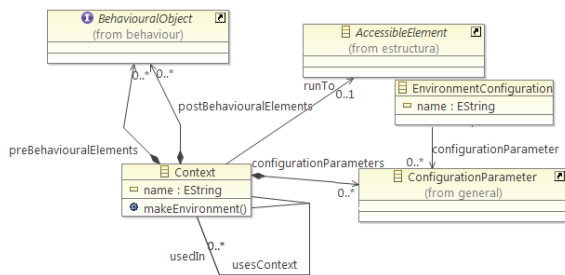 BehaviouralObject
(from behaviour)
AccessibleElement
(from estructura)
0..*
0..*
runTo
0..1
EnvironmentConfiguration
name : EString
postBehaviouralElements
preBehaviouralElements
configurationParameters
configurationParameter
0..*
Context
name : EString
makeEnvironment()
0..*
ConfigurationParameter
(from general)
usedIn
0..*
usesContext